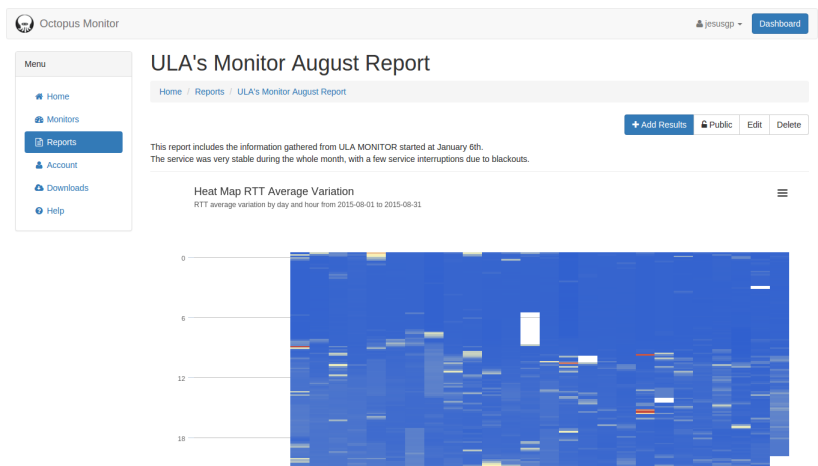 Octopus Monitor
jesusgp
Dashboard
Menu
Home
Monitors
Reports
Account
Downloads
Help
ULA's Monitor August Report
Home / Reports / ULA's Monitor August Report
+ Add Results
Public
Edit
Delete
This report includes the information gathered from ULA MONITOR started at January 6th.
The service was very stable during the whole month, with a few service interruptions due to blackouts.
Heat Map RTT Average Variation
RTT average variation by day and hour from 2015-08-01 to 2015-08-31
0
6
12
18